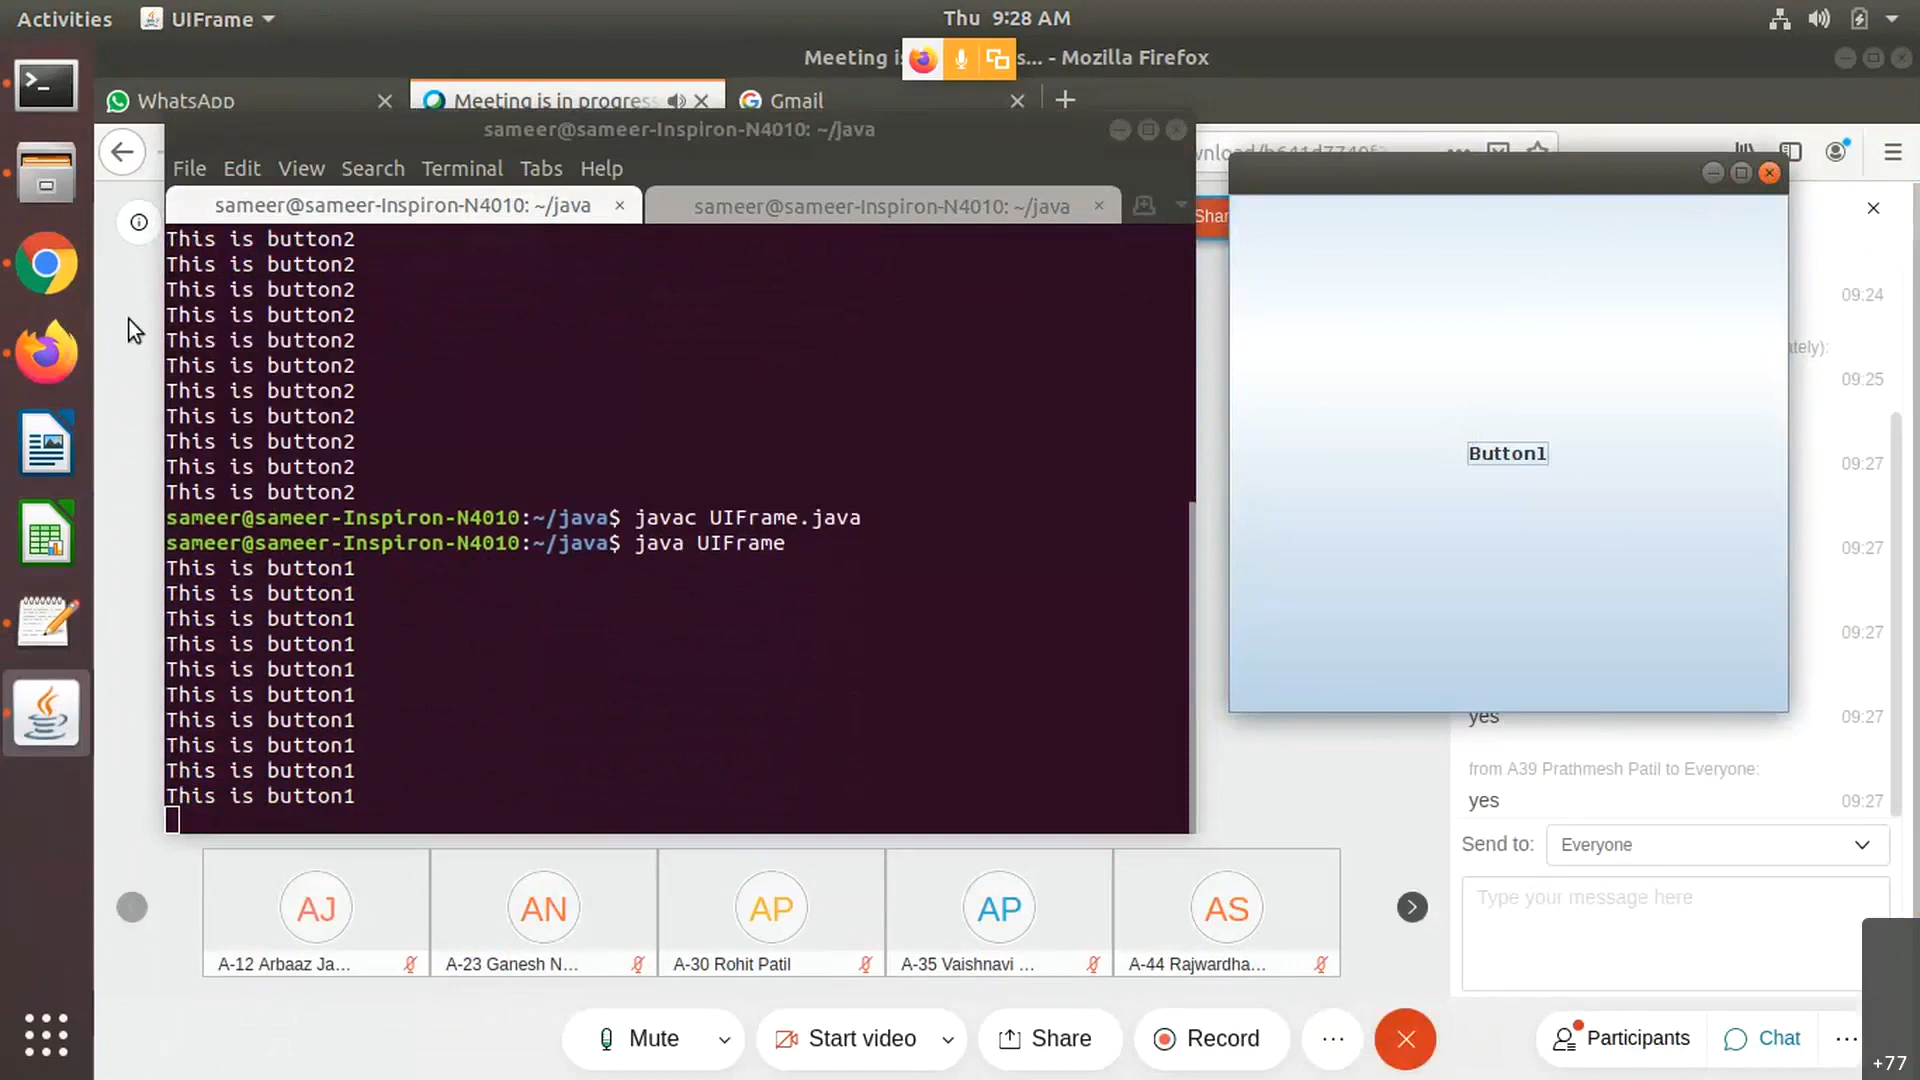 Activities
UIFrame
Thu 9:28 AM
Meeting i
s... - Mozilla Firefox
WhatsApp
Meeting is in progress
Gmail
sameer@sameer-Inspiron-N4010: ~/java
File Edit View Search Terminal Tabs Help
sameer@sameer-Inspiron-N4010: ~/java
sameer@sameer-Inspiron-N4010: ~/java
Shar
This is button2
This is button2
This is button2
This is button2
This is button2
This is button2
This is button2
This is button2
This is button2
This is button2
This is button2
sameer@sameer-Inspiron-N4010:~/java$ javac UIFrame.java
sameer@sameer-Inspiron-N4010:~/java$ java UIFrame
This is button1
This is button1
This is button1
This is button1
This is button1
This is button1
This is button1
This is button1
This is button1
This is button1
Button1
09:24
ately):
09:25
09:27
09:27
09:27
yes 09:27
from A39 Prathmesh Patil to Everyone:
yes 09:27
Send to: Everyone
Type your message here
AJ
A-12 Arbaaz Ja...
AN
A-23 Ganesh N...
AP
A-30 Rohit Patil
AP
A-35 Vaishnavi ...
AS
A-44 Rajwardha...
Mute
Start video
Share
Record
Participants
Chat
+77